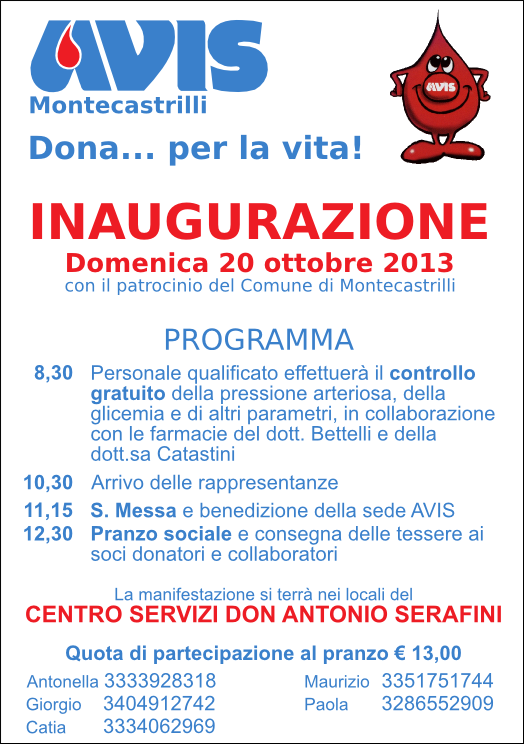 AVIS
Montecastrilli
AVIS
Dona... per la vita!
INAUGURAZIONE
Domenica 20 ottobre 2013
con il patrocinio del Comune di Montecastrilli
PROGRAMMA
8,30 Personale qualificato effettuerà il controllo
gratuito della pressione arteriosa, della
glicemia e di altri parametri, in collaborazione
con le farmacie del dott. Bettelli e della
dott.sa Catastini
10,30 Arrivo delle rappresentanze
11,15 S. Messa e benedizione della sede AVIS
12,30 Pranzo sociale e consegna delle tessere ai
soci donatori e collaboratori
La manifestazione si terrà nei locali del
CENTRO SERVIZI DON ANTONIO SERAFINI
Quota di partecipazione al pranzo € 13,00
Antonella 3333928318 Maurizio 3351751744
Giorgio 3404912742 Paola 3286552909
Catia 3334062969